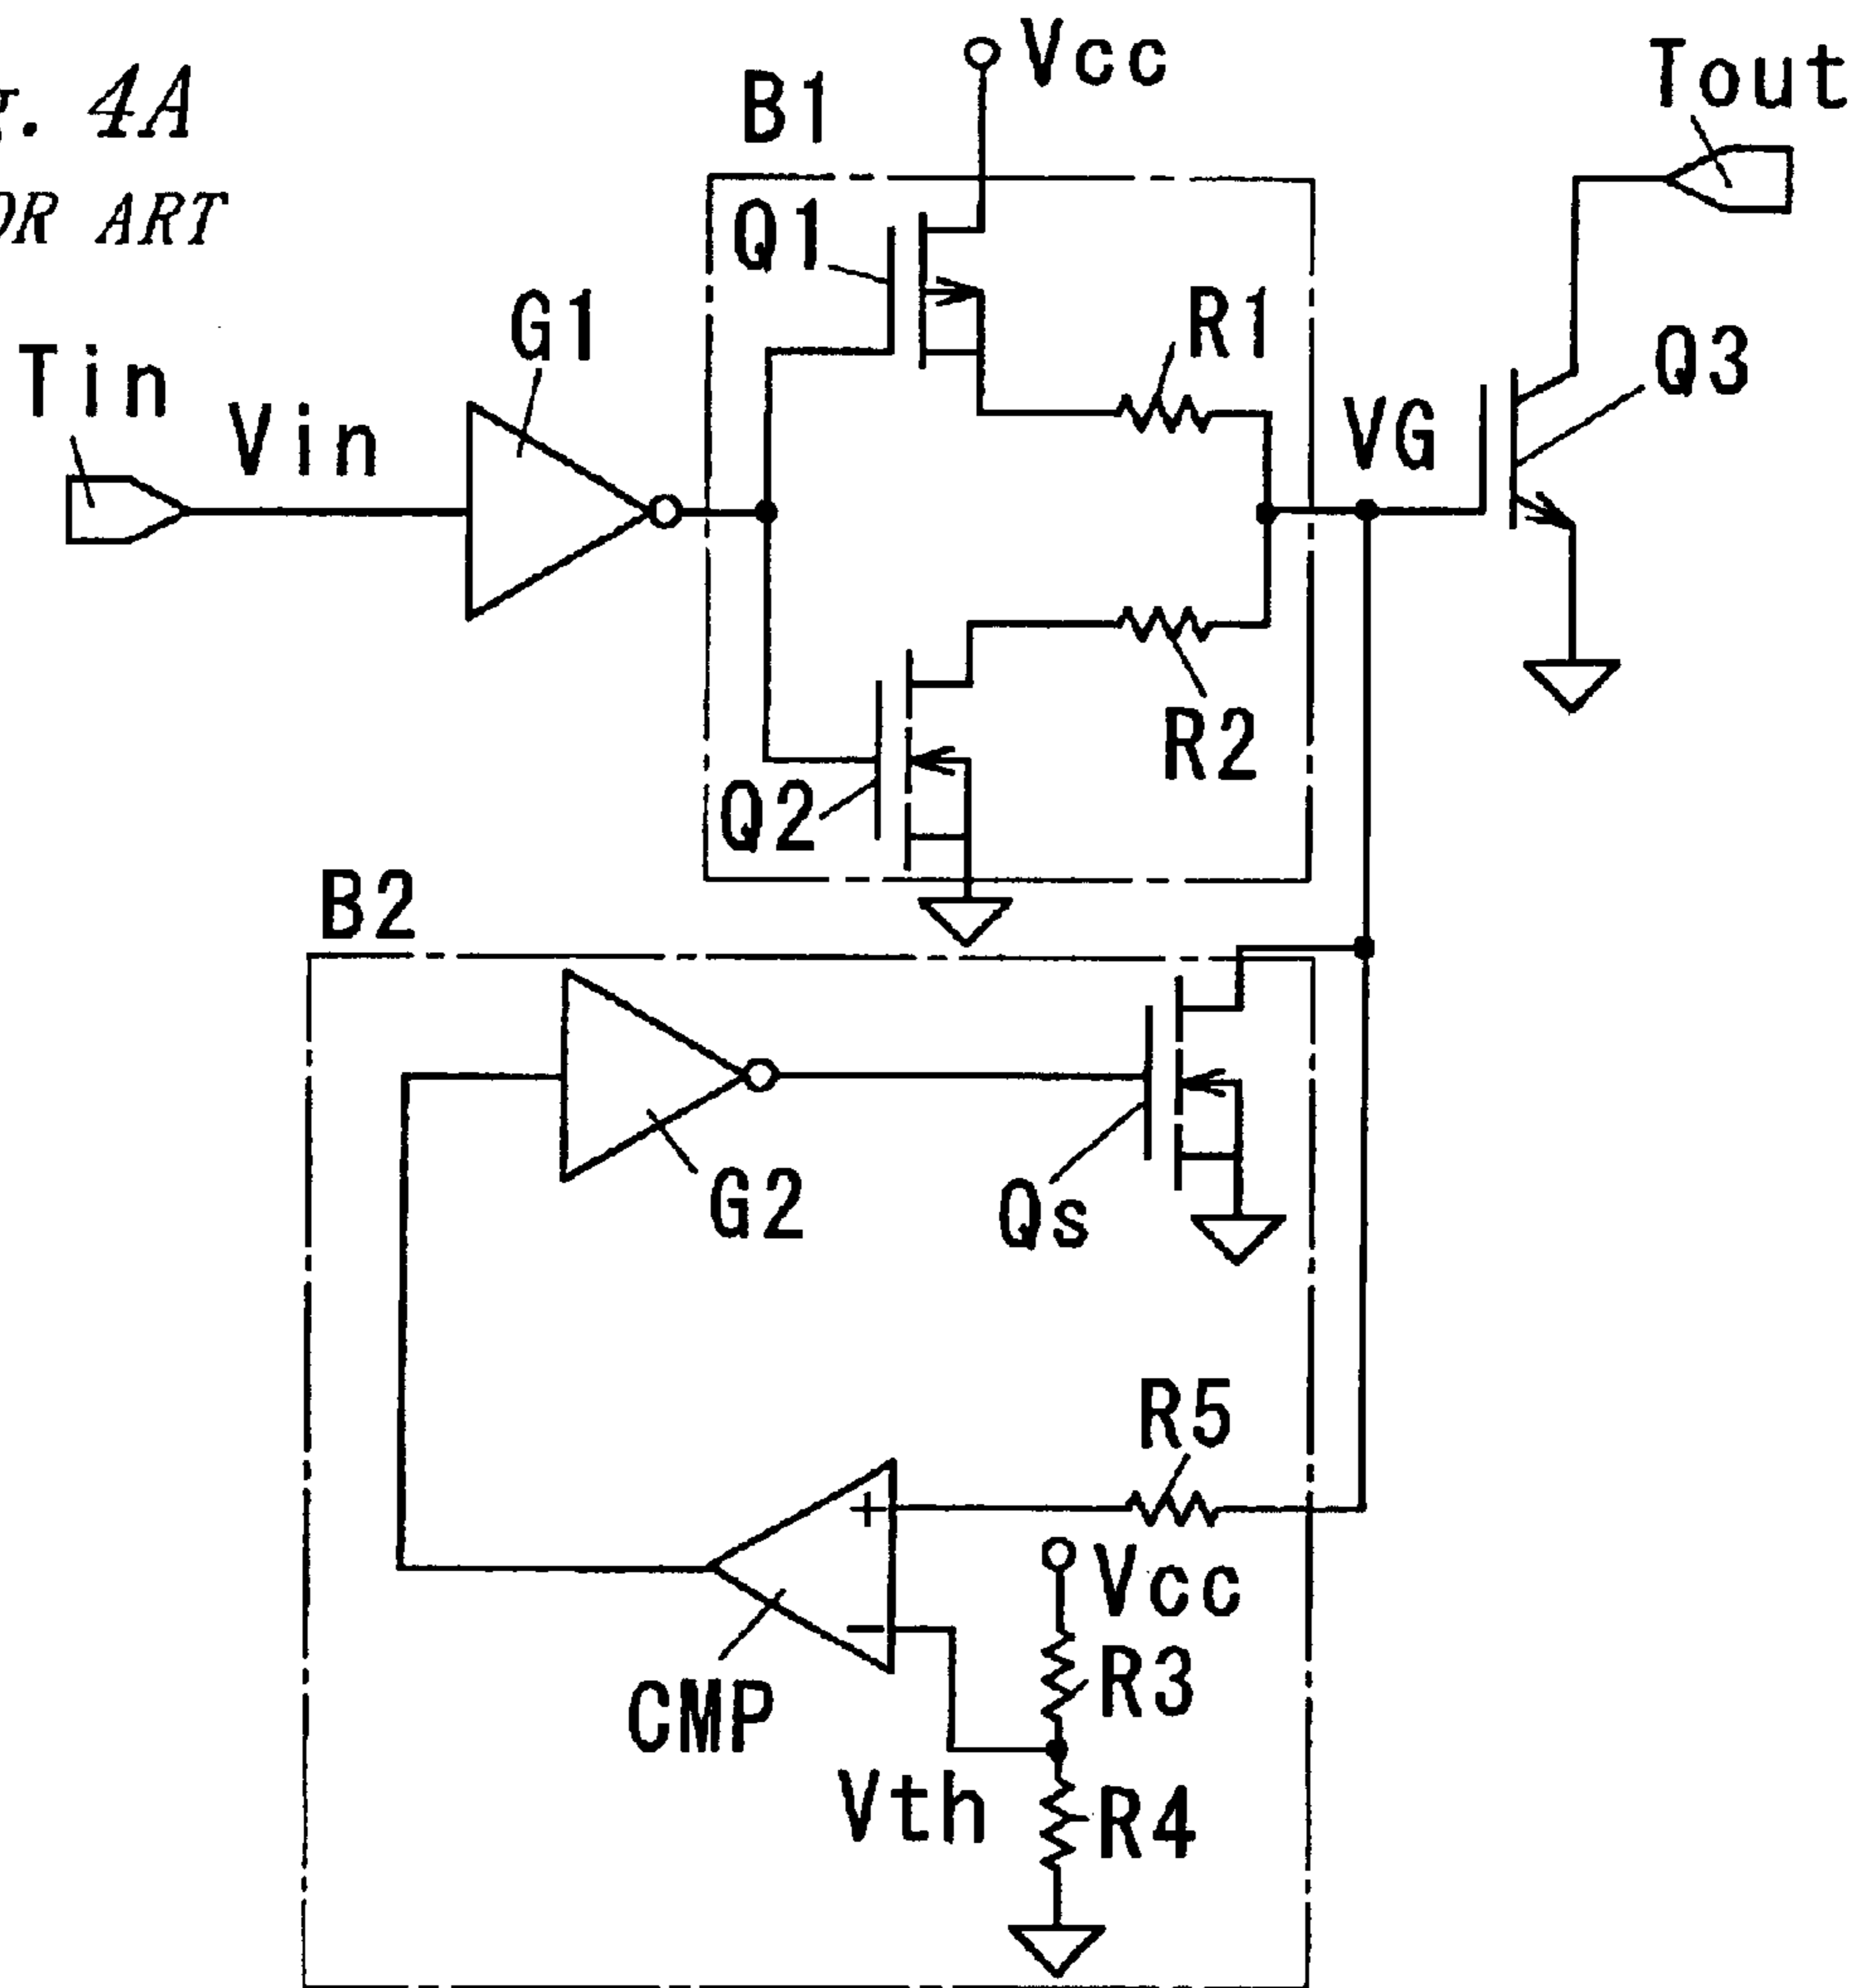 4A
ART
Vcc
Tout
B1
Q1
G1
R1
Tin
Vin
VG
Q3
R2
Q2
B2
G2
Qs
R5
+
Vcc
−
R3
CMP
Vth
R4